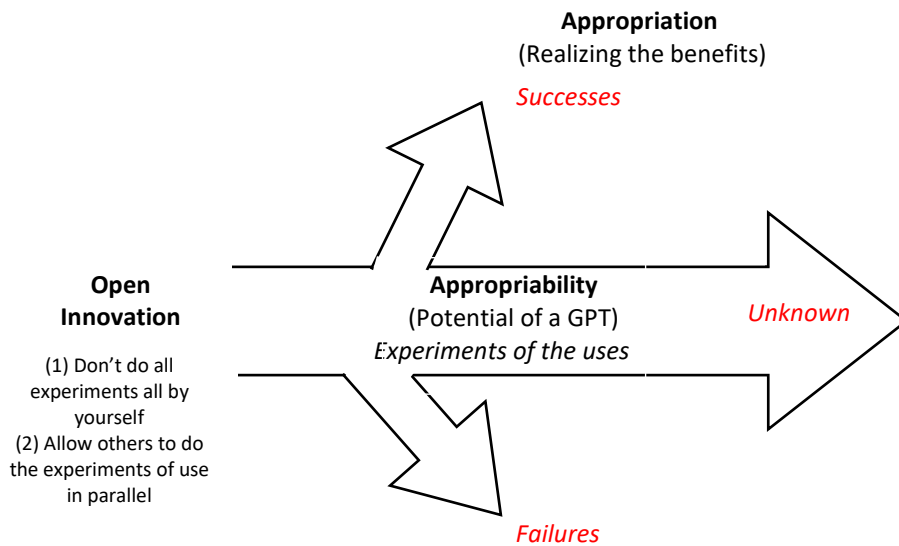 Appropriation
(Realizing the benefits)
Successes
Open
Innovation
(1) Don’t do all
experiments all by
yourself
(2) Allow others to do
the experiments of use
in parallel
Appropriability
(Potential of a GPT)
Experiments of the uses
Unknown
Failures